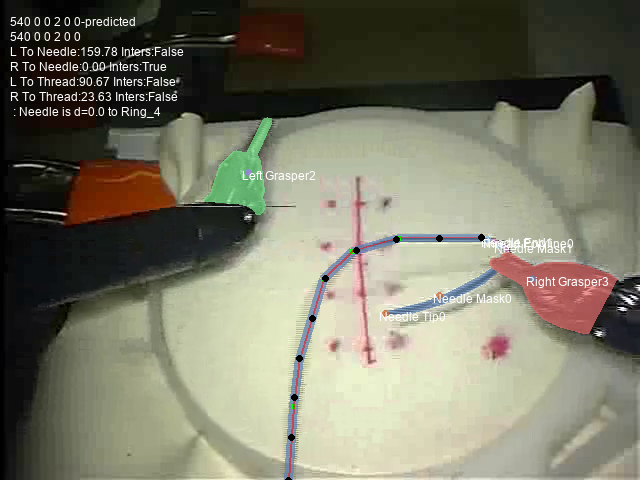 540 0 0 2 0 0-predicted
540 0 0 2 0 0
L To Needle:159.78 Inters:False
R To Needle:0.00 Inters:True
L To Thread:90.67 Inters:False
R To Thread:23.63 Inters:False
: Needle is d=0.0 to Ring_4
Left Grasper2
Needle Mask1
Right Grasper3
Needle Mask0
Needle Tip0